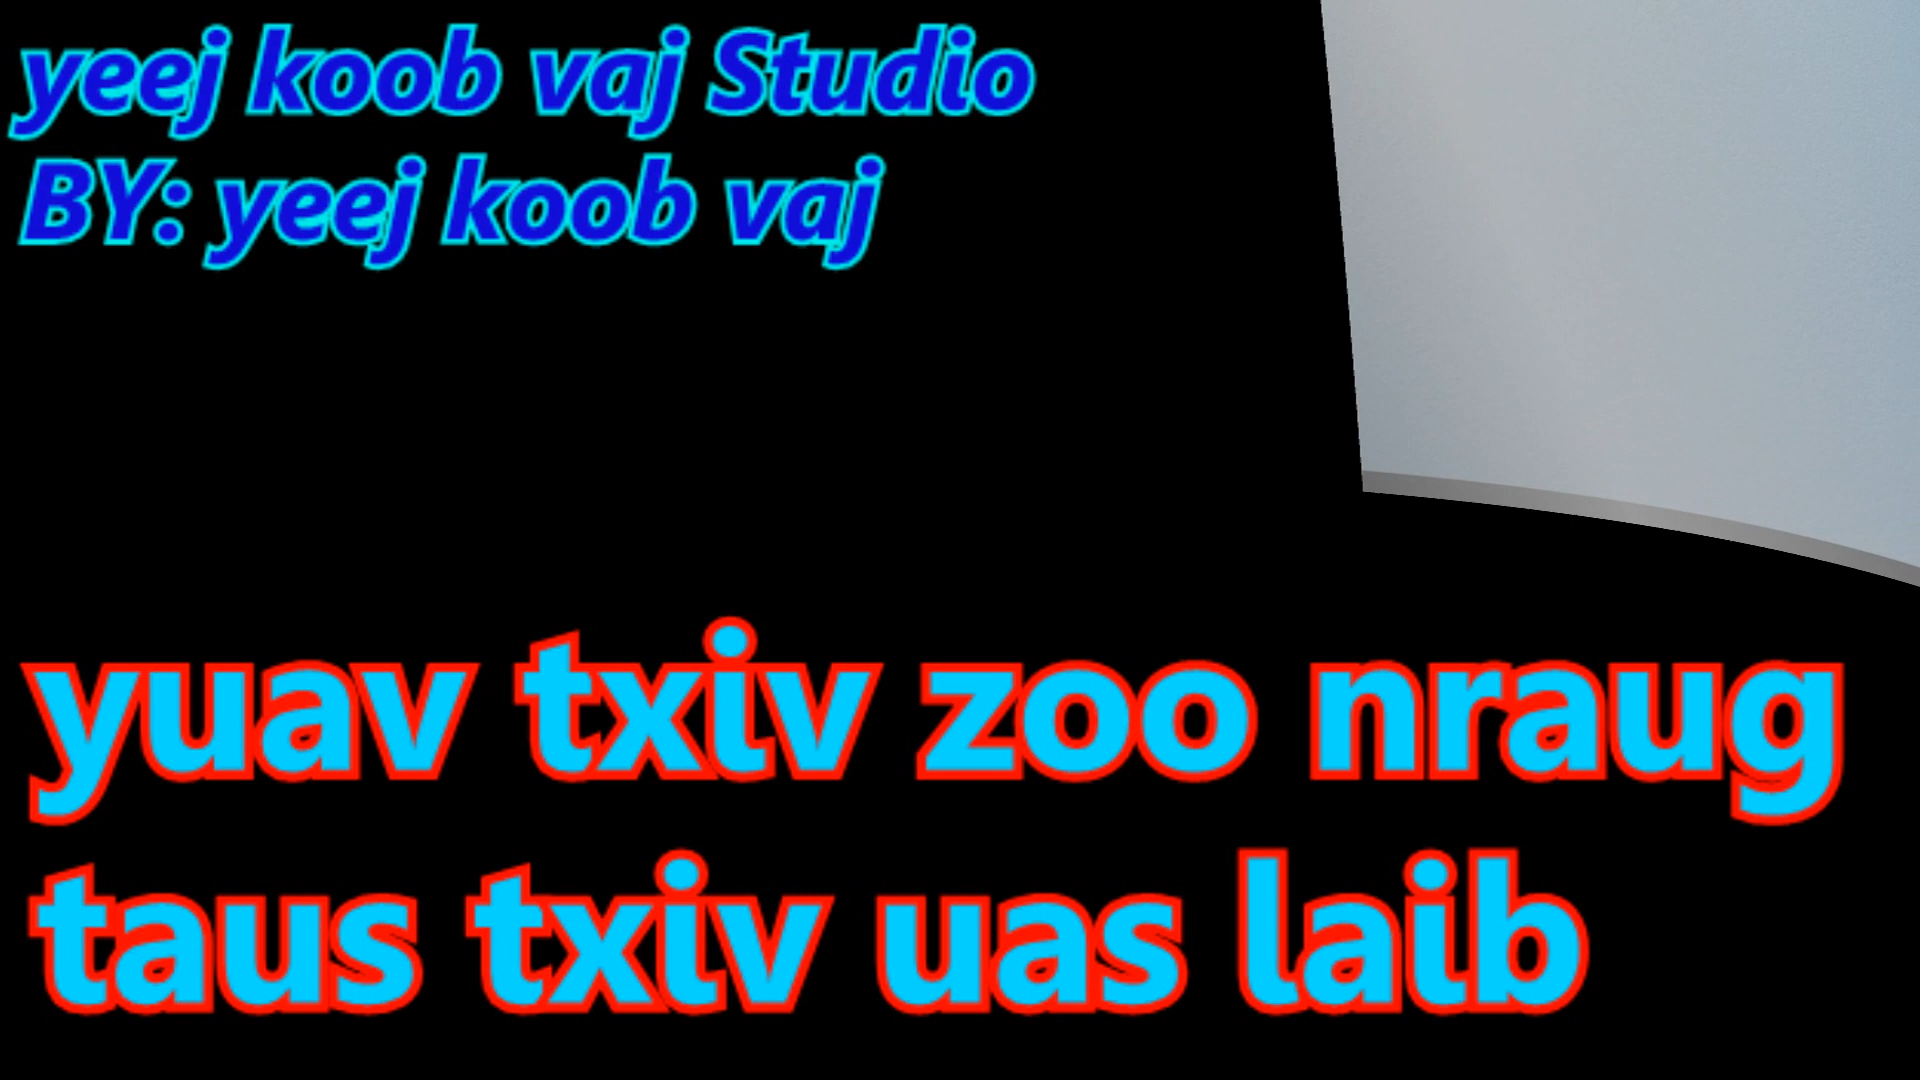 yeej koob vaj Studio
BY: yeej koob vaj
yuav txiv zoo nraug
taus txiv uas laib